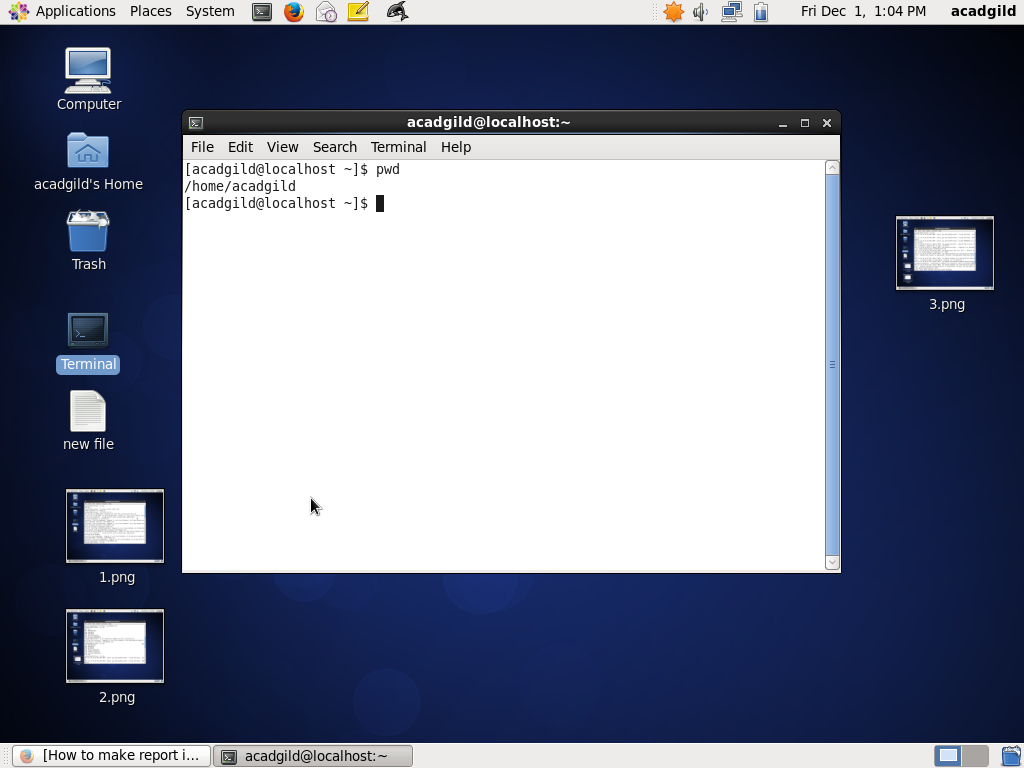 Applications Places System Fri Dec 1, 1:04 PM acadgild
Computer
acadgild's Home
Trash
Terminal
new file
1.png
2.png
acadgild@localhost:~
File Edit View Search Terminal Help
[acadgild@localhost ~]$ pwd
/home/acadgild
[acadgild@localhost ~]$
3.png
[How to make report i... acadgild@localhost:~